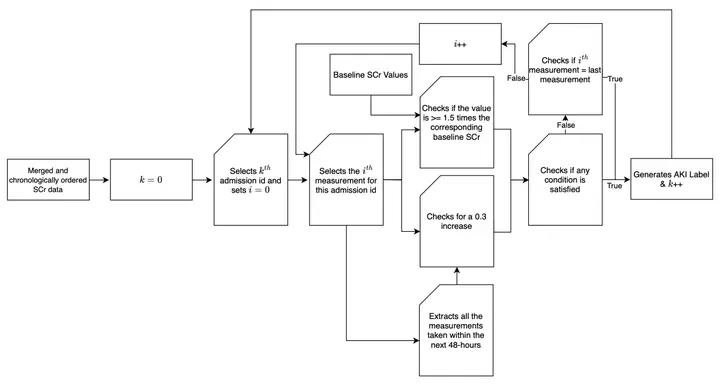 Merged and
chronologically ordered
SCr data
k = 0
Selects kth
admission id and
sets i = 0
Selects the ith
measurement for
this admission id
Baseline SCr Values
i++
Checks if the value
is >= 1.5 times the
corresponding
baseline SCr
Checks for a 0.3
increase
Extracts all the
measurements
taken within the
next 48-hours
Checks if ith
measurement = last
measurement
False
True
False
Checks if any
condition is
satisfied
True
Generates AKI Label
& k++